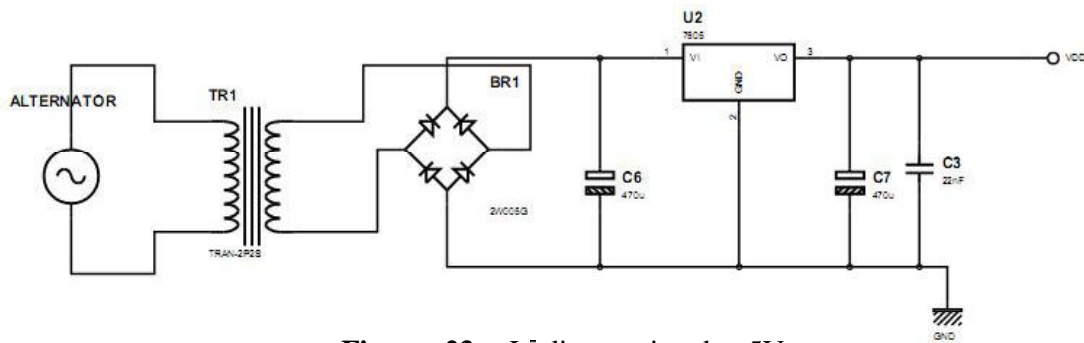 U2
7805
1
VI
VO
3
GND
2
VDD
ALTERNATOR
TR1
BR1
C6
470u
C7
470u
C3
22nF
2W005G
TRAN-2P2S
GND